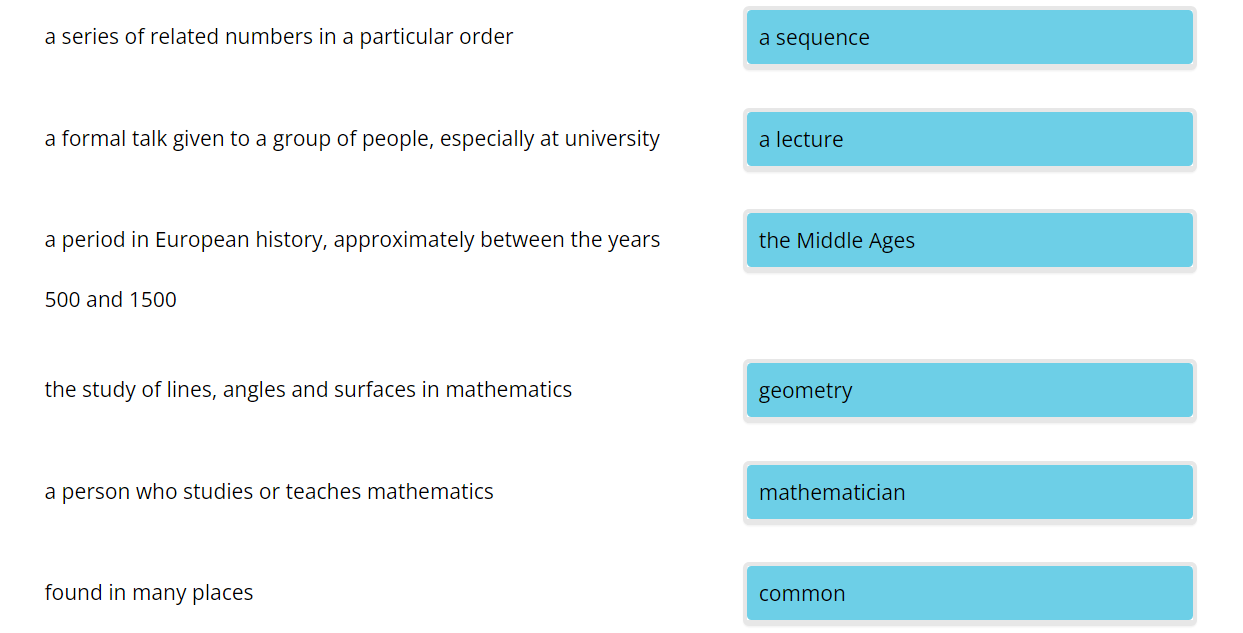 a series of related numbers in a particular order
a sequence
a formal talk given to a group of people, especially at university
a lecture
a period in European history, approximately between the years
500 and 1500
the Middle Ages
the study of lines, angles and surfaces in mathematics
geometry
a person who studies or teaches mathematics
mathematician
found in many places
common